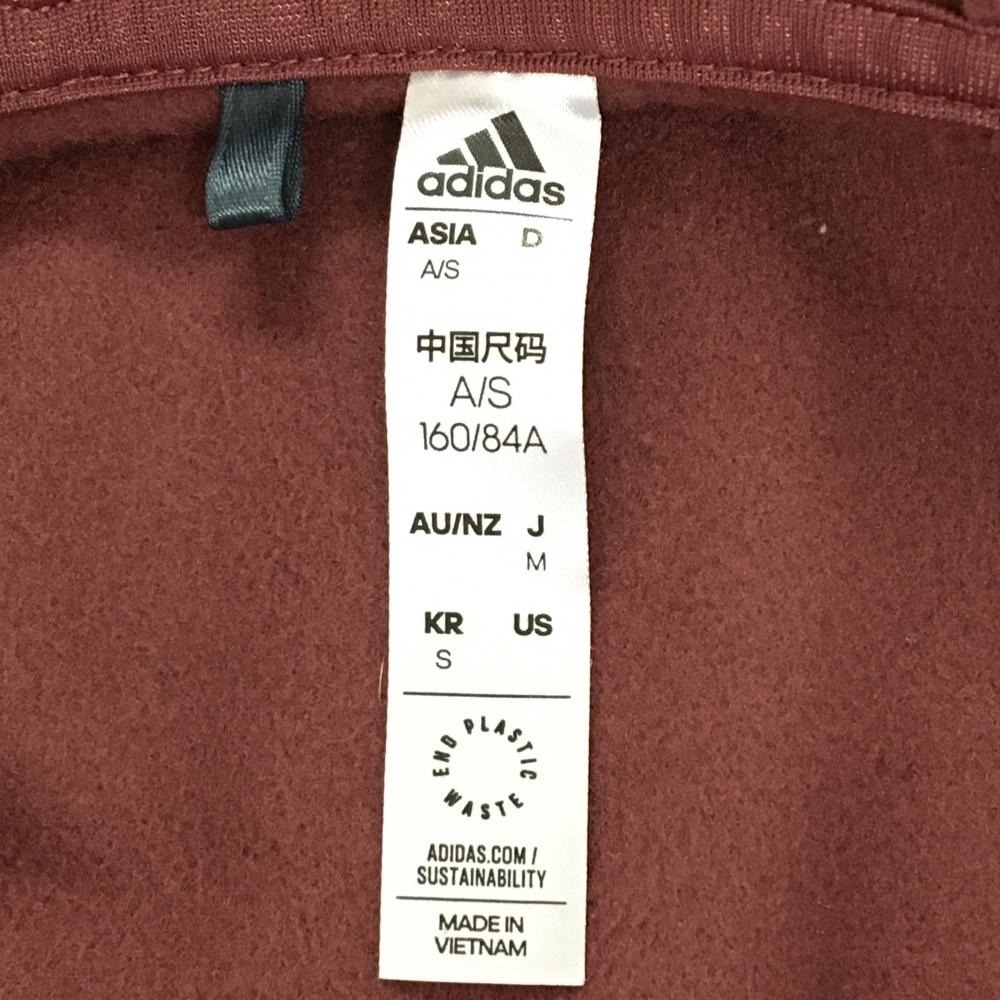 adidas
ASIA D
A/S
中国尺码
A/S
160/84A
AU/NZ J
M
KR US
S
END PLASTIC WASTE
ADIDAS.COM /
SUSTAINABILITY
MADE IN
VIETNAM